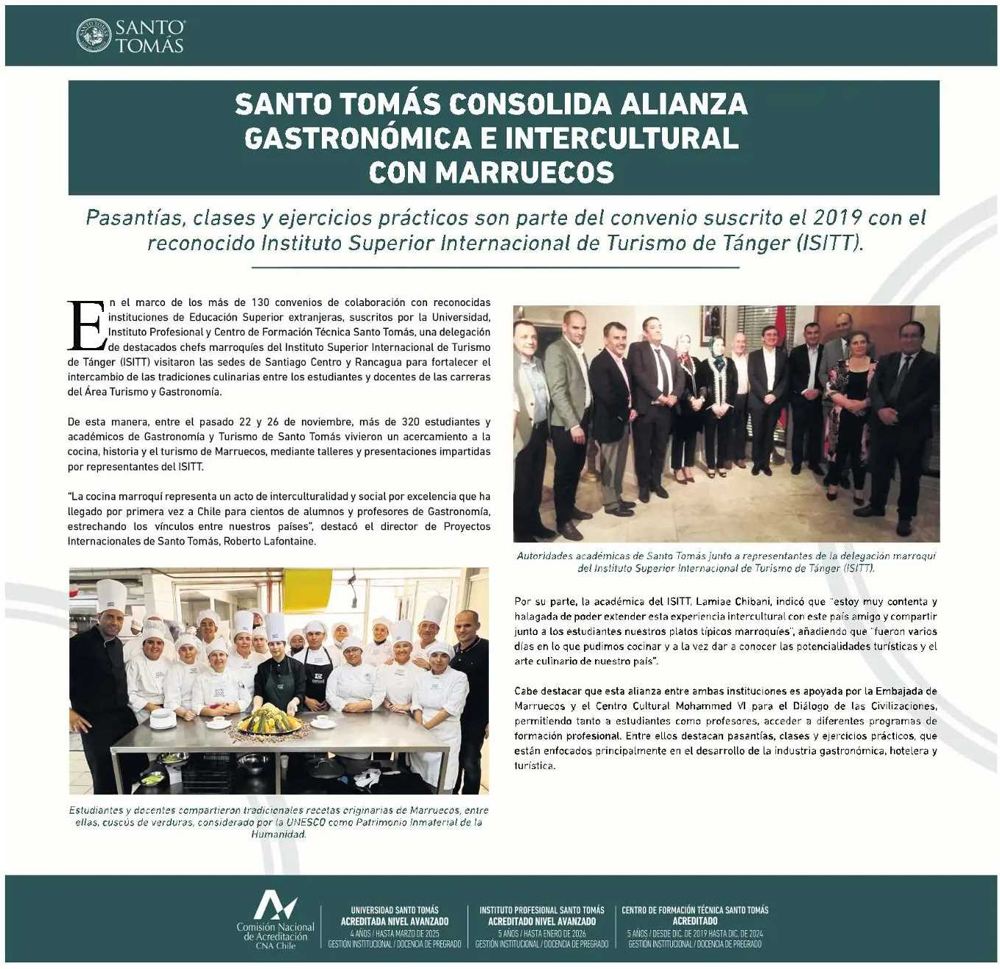 SANTO
TOMÁS
SANTO TOMÁS CONSOLIDA ALIANZA
GASTRONÓMICA E INTERCULTURAL
CON MARRUECOS
Pasantías, clases y ejercicios prácticos son parte del convenio suscrito el 2019 con el
reconocido Instituto Superior Internacional de Turismo de Tánger (ISITT).
En el marco de los más de 130 convenios de colaboración con reconocidas
instituciones de Educación Superior extranjeras, suscritos por la Universidad,
Instituto Profesional y Centro de Formación Técnica Santo Tomás, una delegación
de destacados chefs marroquíes del Instituto Superior Internacional de Turismo
de Tánger (ISITT) visitaron las sedes de Santiago Centro y Rancagua para fortalecer el
intercambio de las tradiciones culinarias entre los estudiantes y docentes de las carreras
del Área Turismo y Gastronomía.
De esta manera, entre el pasado 22 y 26 de noviembre, más de 320 estudiantes y
académicos de Gastronomía y Turismo de Santo Tomás vivieron un acercamiento a la
cocina, historia y el turismo de Marruecos, mediante talleres y presentaciones impartidas
por representantes del ISITT.
“La cocina marroquí representa un acto de interculturalidad y social por excelencia que ha
llegado por primera vez a Chile para cientos de alumnos y profesores de Gastronomía,
estrechando los vínculos entre nuestros países”, destacó el director de Proyectos
Internacionales de Santo Tomás, Roberto Lafontaine.
Estudiantes y docentes compartieron tradicionales recetas originarias de Marruecos, entre
ellas, cuscús de verduras, considerado por la UNESCO como Patrimonio Inmaterial de la
Humanidad.
Autoridades académicas de Santo Tomás junto a representantes de la delegación marroquí
del Instituto Superior Internacional de Turismo de Tánger (ISITT).
Por su parte, la académica del ISITT, Lamiae Chibani, indicó que “estoy muy contenta y
halagada de poder extender esta experiencia intercultural con este país amigo y compartir
junto a los estudiantes nuestros platos típicos marroquíes”, añadiendo que “fueron varios
días en lo que pudimos cocinar y a la vez dar a conocer las potencialidades turísticas y el
arte culinario de nuestro país”.
Cabe destacar que esta alianza entre ambas instituciones es apoyada por la Embajada de
Marruecos y el Centro Cultural Mohammed VI para el Diálogo de las Civilizaciones,
permitiendo tanto a estudiantes como profesores, acceder a diferentes programas de
formación profesional. Entre ellos destacan pasantías, clases y ejercicios prácticos, que
están enfocados principalmente en el desarrollo de la industria gastronómica, hotelera y
turística.
Comisión Nacional
de Acreditación
CNA Chile
UNIVERSIDAD SANTO TOMÁS
ACREDITADA NIVEL AVANZADO
4 AÑOS / HASTA MARZO DE 2025
GESTIÓN INSTITUCIONAL / DOCENCIA DE PREGRADO
INSTITUTO PROFESIONAL SANTO TOMÁS
ACREDITADO NIVEL AVANZADO
5 AÑOS / HASTA ENERO DE 2026
GESTIÓN INSTITUCIONAL / DOCENCIA DE PREGRADO
CENTRO DE FORMACIÓN TÉCNICA SANTO TOMÁS
ACREDITADO
5 AÑOS / DESDE DIC. DE 2019 HASTA DIC. DE 2024
GESTIÓN INSTITUCIONAL / DOCENCIA DE PREGRADO